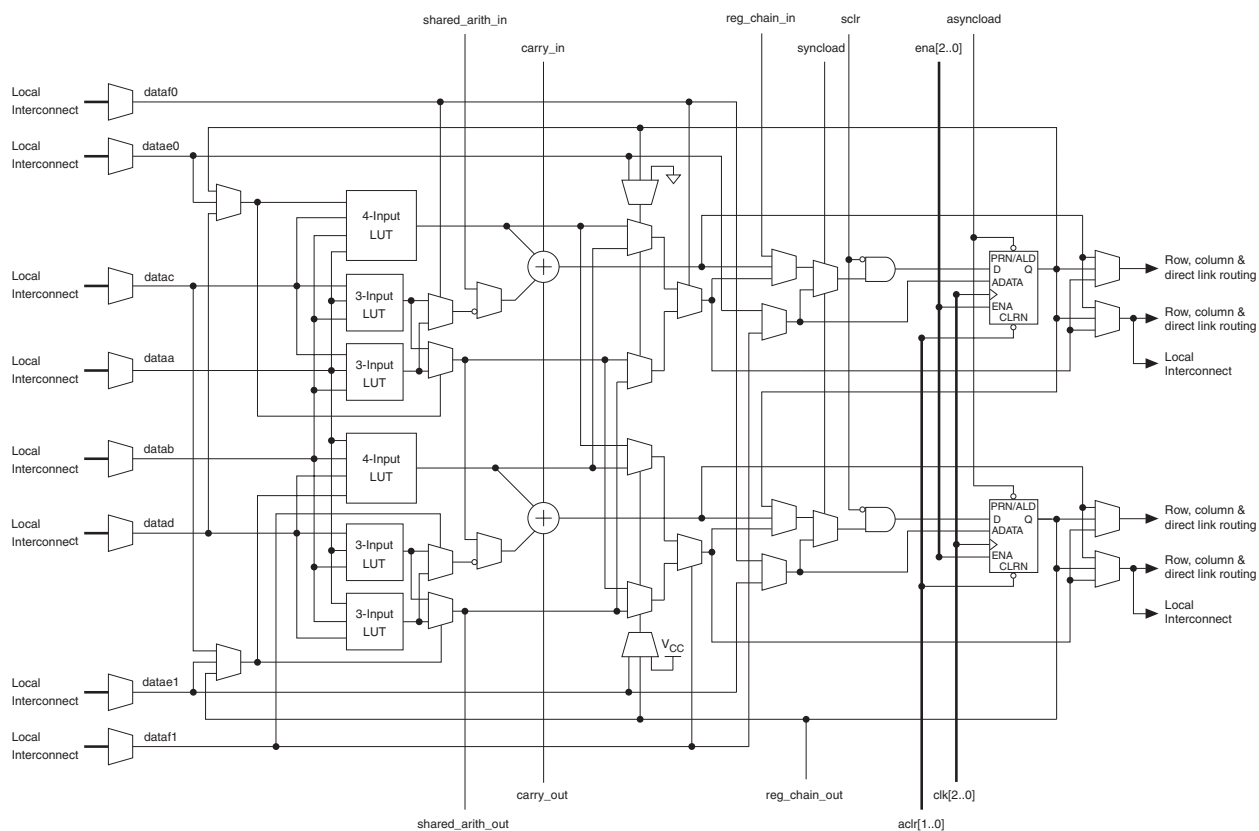 shared_arith_in
reg_chain_in
sclr
asyncload
carry_in
syncload
ena[2..0]
Local
Interconnect
dataf0
Local
Interconnect
datae0
4-Input
LUT
Local
Interconnect
datac
3-Input
LUT
PRN/ALD
D
Q
ADATA
ENA
CLRN
Row, column &
direct link routing
Row, column &
direct link routing
Local
Interconnect
Local
Interconnect
dataa
3-Input
LUT
Local
Interconnect
datab
4-Input
LUT
Local
Interconnect
datad
3-Input
LUT
PRN/ALD
D
Q
ADATA
ENA
CLRN
Row, column &
direct link routing
Row, column &
direct link routing
Local
Interconnect
3-Input
LUT
VCC
Local
Interconnect
datae1
Local
Interconnect
dataf1
carry_out
reg_chain_out
clk[2..0]
shared_arith_out
aclr[1..0]